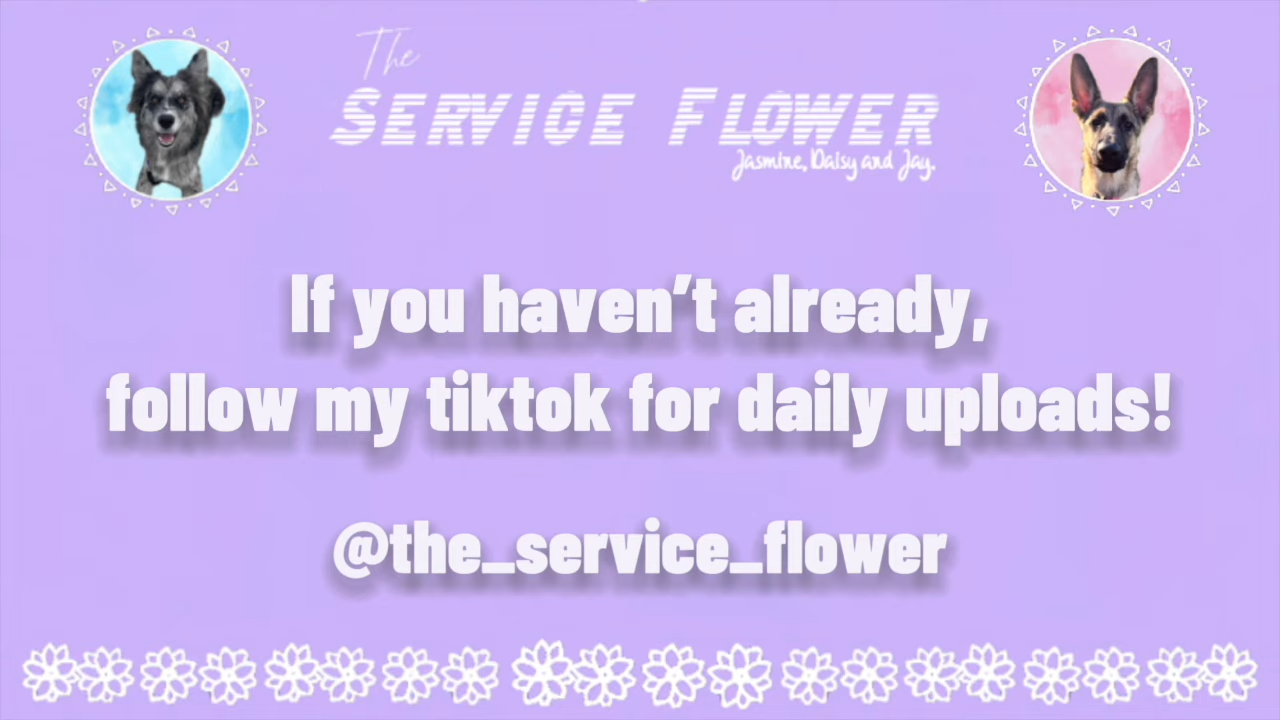 The
SERVICE FLOWER
Jasmine, Daisy and Jay.
If you haven't already,
follow my tiktok for daily uploads!
@the_service_flower